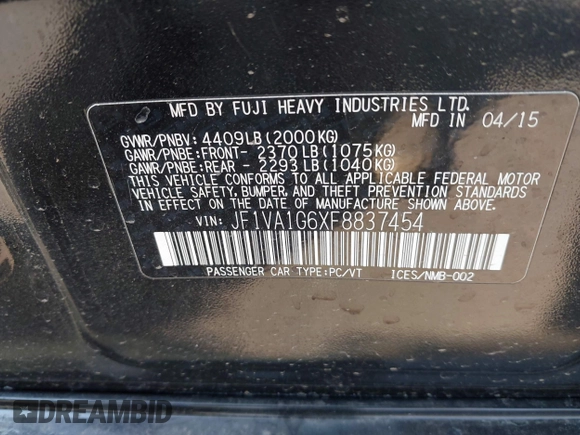 MFD BY FUJI HEAVY INDUSTRIES LTD.
MFD IN 04/15
GVWR/PNBV: 4409LB(2000KG)
GAWR/PNBE:FRONT- 2370LB(1075KG)
GAWR/PNBE:REAR - 2293LB(1040KG)
THIS VEHICLE CONFORMS TO ALL APPLICABLE FEDERAL MOTOR
VEHICLE SAFETY, BUMPER, AND THEFT PREVENTION STANDARDS
IN EFFECT ON THE DATE OF MANUFACTURE SHOWN ABOVE.
VIN: JF1VA1G6XF8837454
PASSENGER CAR TYPE:PC/VT ICES/NMB-002
DREAMBID